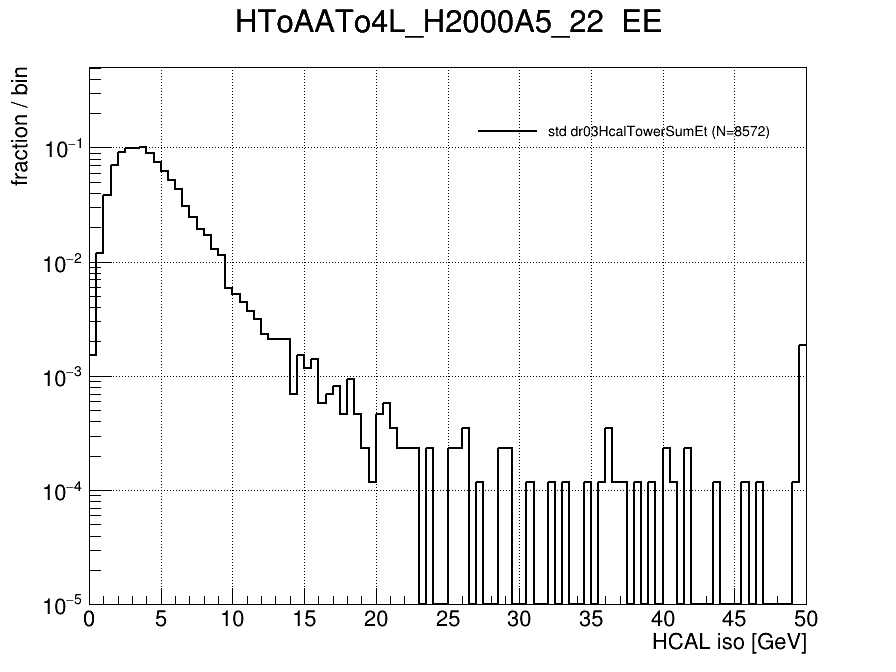 HToAATo4L_H2000A5_22 EE
fraction / bin
std dr03HcalTowerSumEt (N=8572)
10⁻¹
10⁻²
10⁻³
10⁻⁴
10⁻⁵
0 5 10 15 20 25 30 35 40 45 50
HCAL iso [GeV]